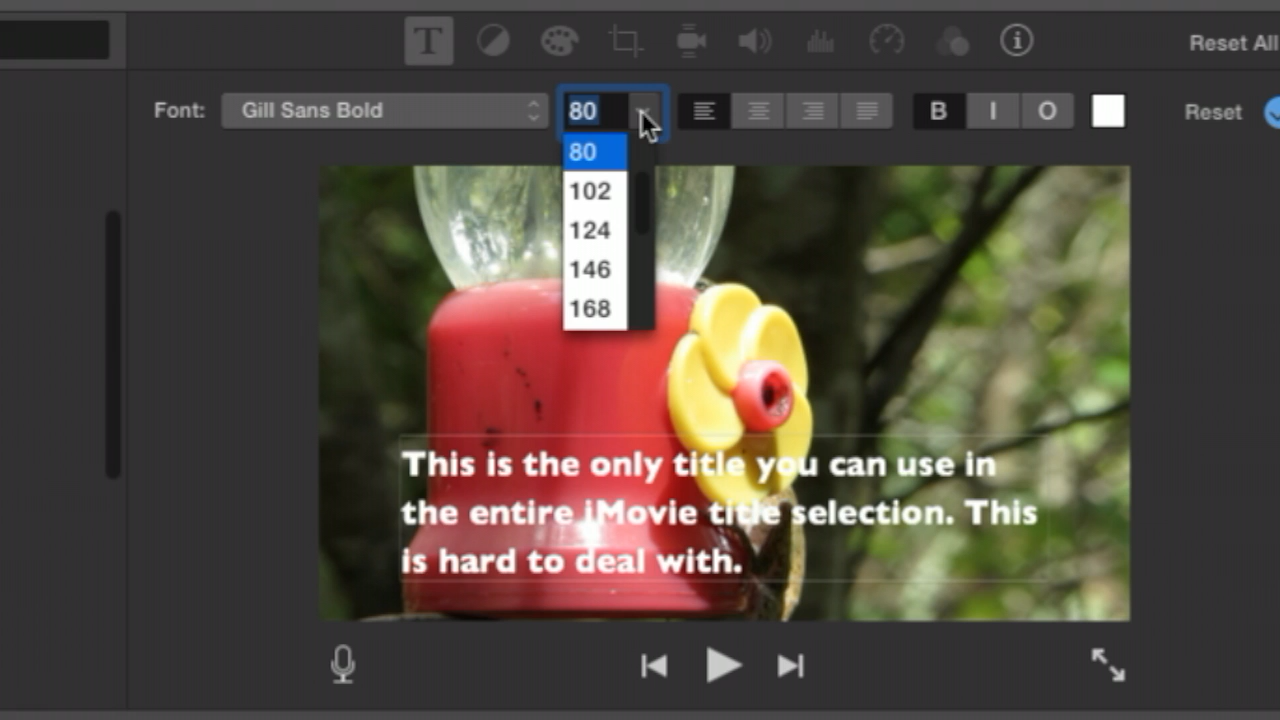 T
Reset All
Font: Gill Sans Bold 80 B I O Reset
80
102
124
146
168
This is the only title you can use in
the entire iMovie title selection. This
is hard to deal with.